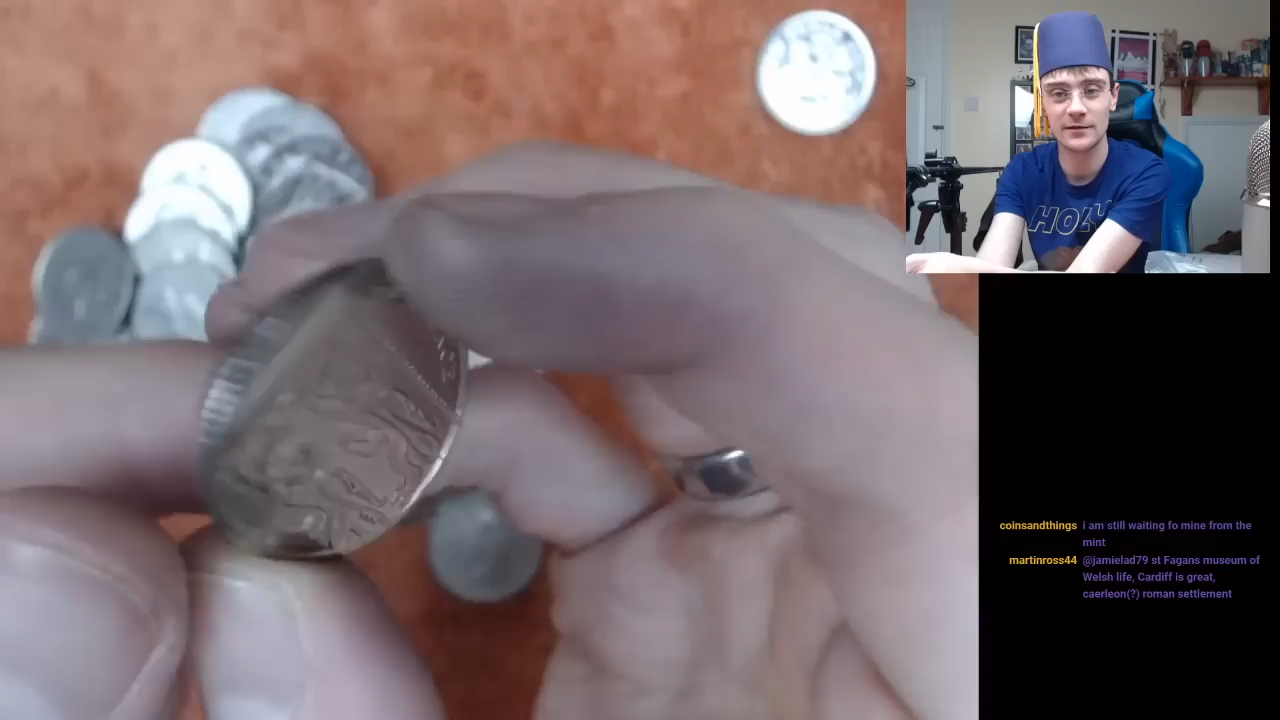 HOLY
coinsandthings i am still waiting fo mine from the
mint
martinross44 @jamielad79 st Fagans museum of
Welsh life, Cardiff is great,
caerleon(?) roman settlement